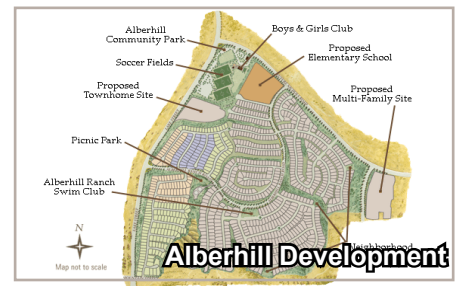 Boys & Girls Club
Alberhill
Community Park
Proposed
Elementary School
Soccer Fields
Proposed
Townhome Site
Proposed
Multi-Family Site
Picnic Park
Alberhill Ranch
Swim Club
N
Map not to scale
Neighborhood
Alberhill Development